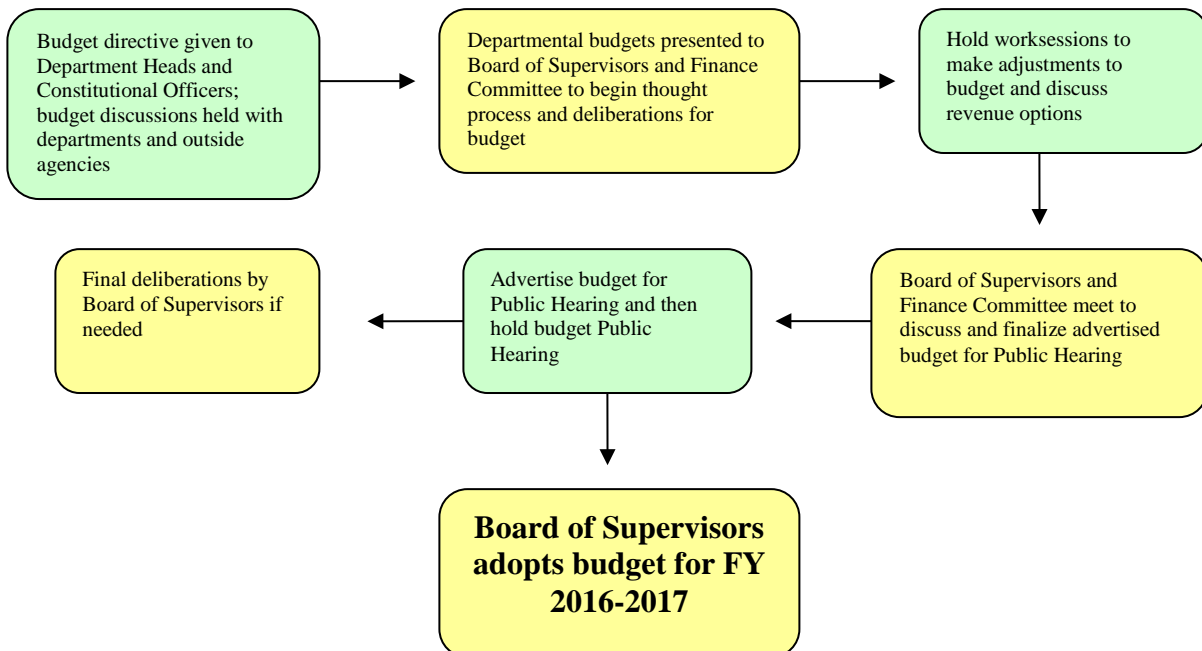 Budget directive given to
Department Heads and
Constitutional Officers;
budget discussions held with
departments and outside
agencies
Departmental budgets presented to
Board of Supervisors and Finance
Committee to begin thought
process and deliberations for
budget
Hold worksessions to
make adjustments to
budget and discuss
revenue options
Board of Supervisors and
Finance Committee meet to
discuss and finalize advertised
budget for Public Hearing
Advertise budget for
Public Hearing and then
hold budget Public
Hearing
Final deliberations by
Board of Supervisors if
needed
Board of Supervisors
adopts budget for FY
2016-2017